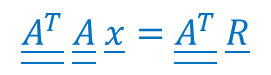 A^T A x = A^T R